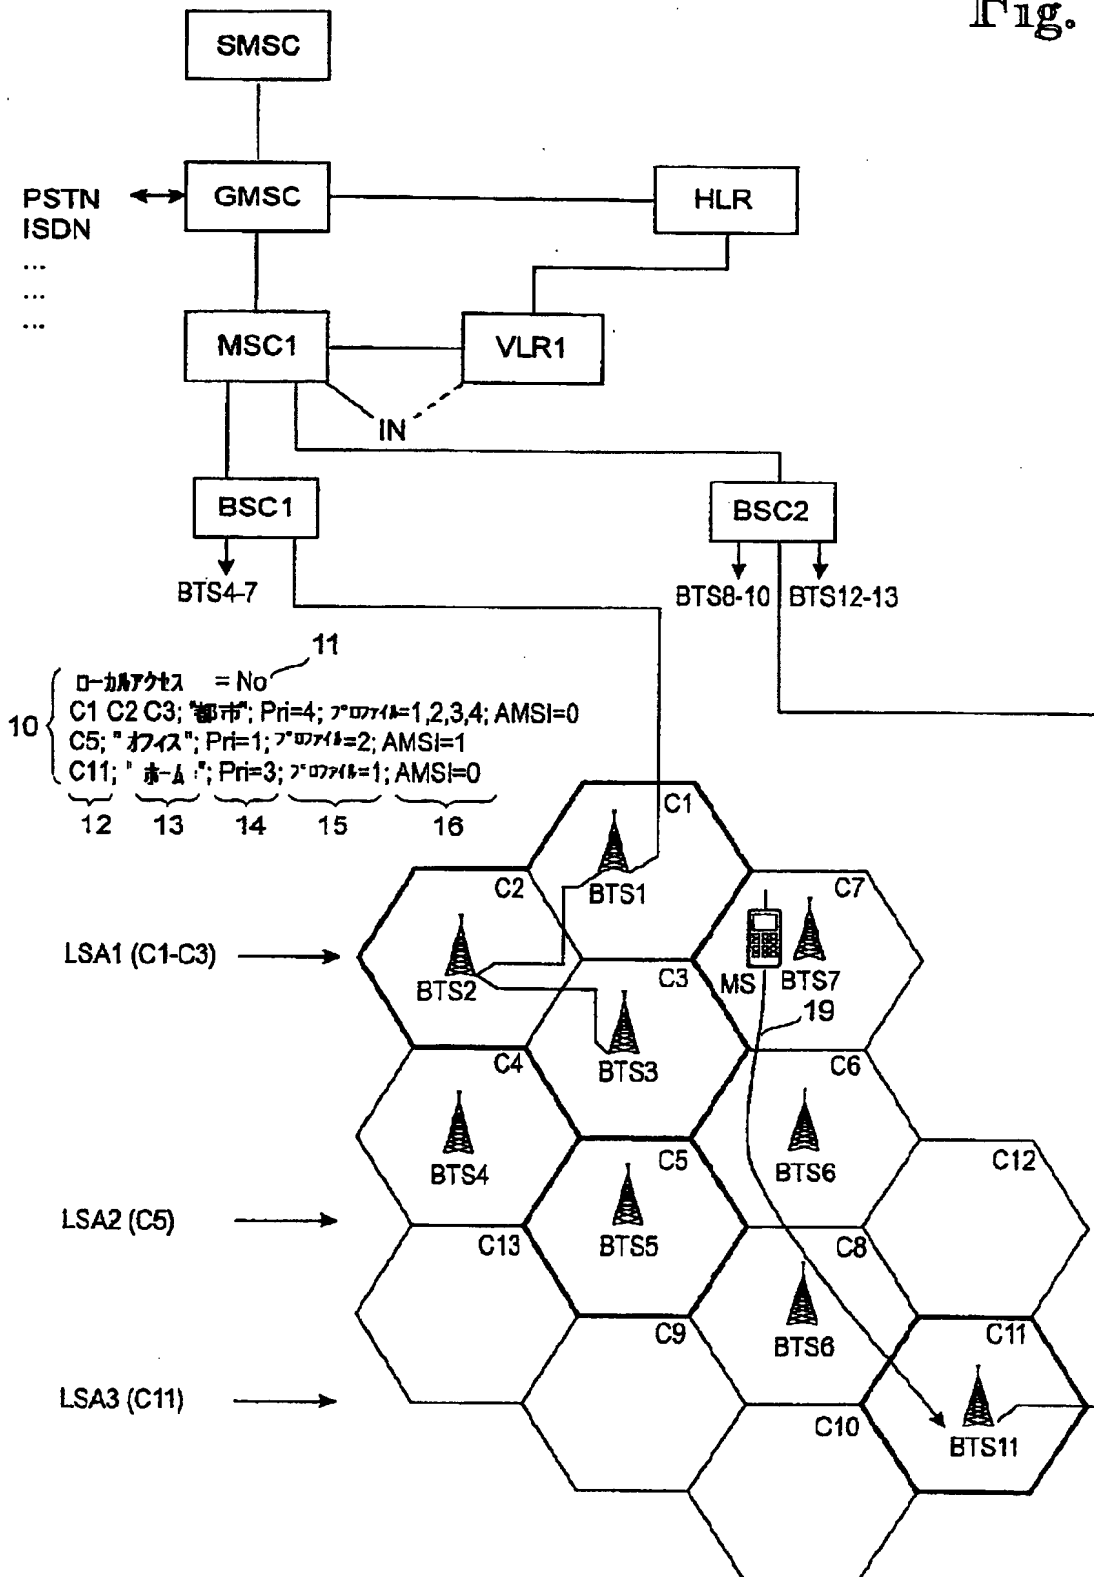 Fig.
SMSC
PSTN
GMSC
HLR
ISDN
...
...
...
MSC1
VLR1
IN
BSC1
BSC2
BTS4-7
BTS8-10
BTS12-13
11
ローカルアクセス = No
10
C1 C2 C3; "都市"; Pri=4; プロファイル=1,2,3,4; AMSI=0
C5; "オフィス"; Pri=1; プロファイル=2; AMSI=1
C11; "ホーム"; Pri=3; プロファイル=1; AMSI=0
12
13
14
15
16
C1
C2
BTS1
C7
LSA1 (C1-C3)
BTS2
C3
MS
BTS7
19
C4
BTS3
C6
BTS4
C5
BTS6
C12
LSA2 (C5)
C13
BTS5
C8
C9
BTS6
C11
LSA3 (C11)
C10
BTS11